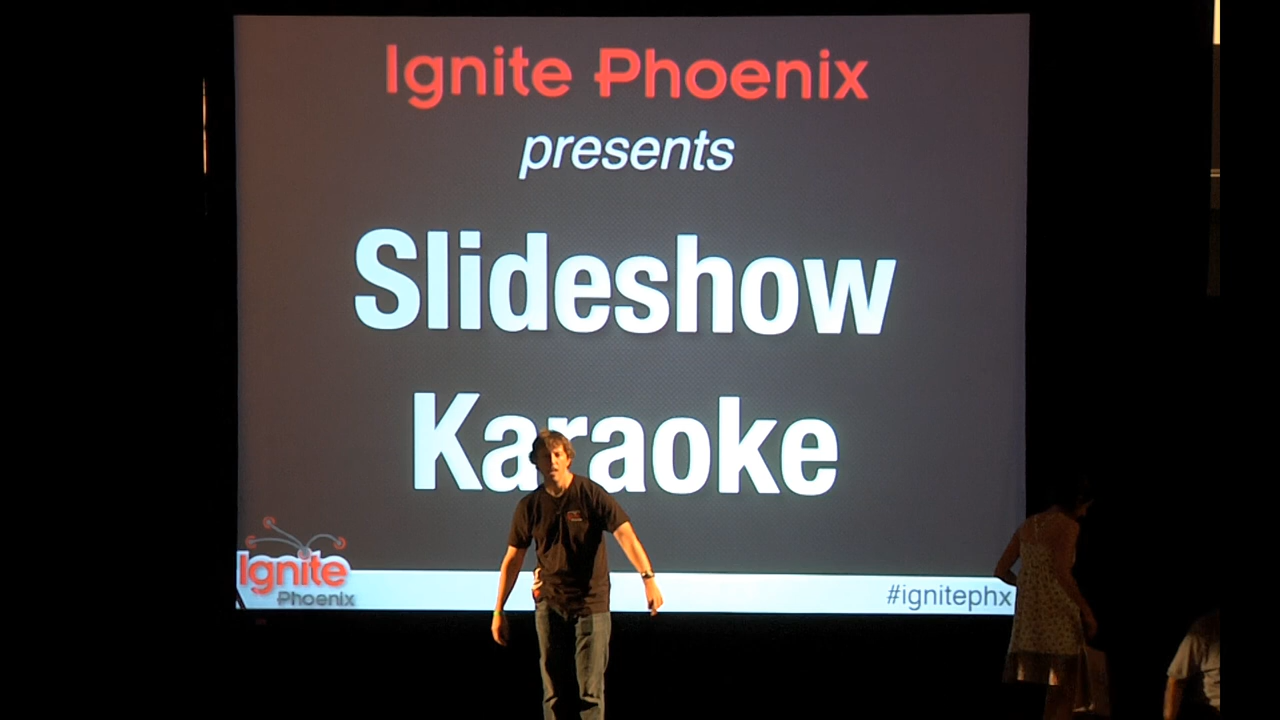 Ignite Phoenix
presents
Slideshow
Karaoke
Ignite
Phoenix
#ignitephx